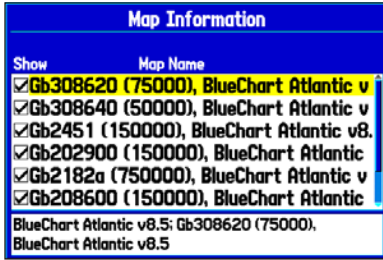 Map Information
Show Map Name
Gb308620 (75000), BlueChart Atlantic v
Gb308640 (50000), BlueChart Atlantic v
Gb2451 (150000), BlueChart Atlantic v8.
Gb202900 (150000), BlueChart Atlantic
Gb2182a (750000), BlueChart Atlantic v
Gb208600 (150000), BlueChart Atlantic
BlueChart Atlantic v8.5; Gb308620 (75000),
BlueChart Atlantic v8.5